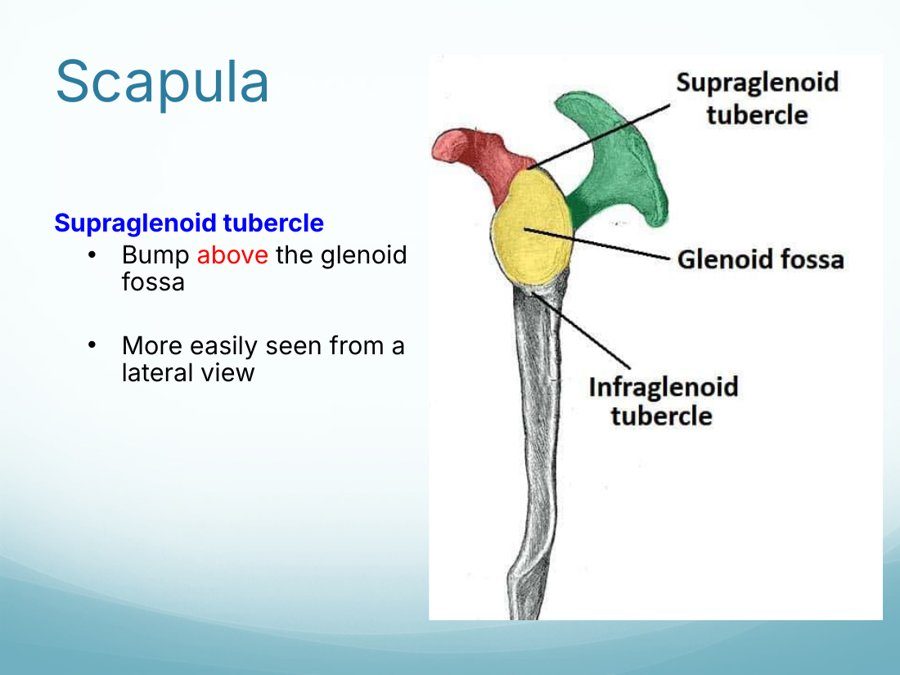 Scapula
Supraglenoid tubercle
• Bump above the glenoid
fossa
• More easily seen from a
lateral view
Supraglenoid
tubercle
Glenoid fossa
Infraglenoid
tubercle